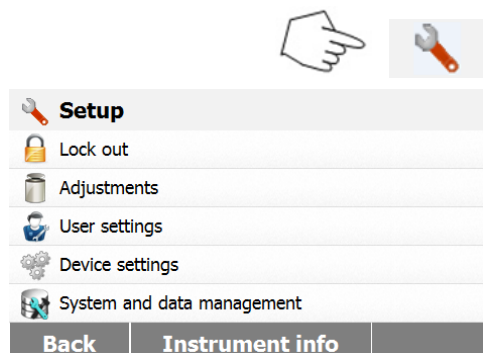 Setup
Lock out
Adjustments
User settings
Device settings
System and data management
Back Instrument info